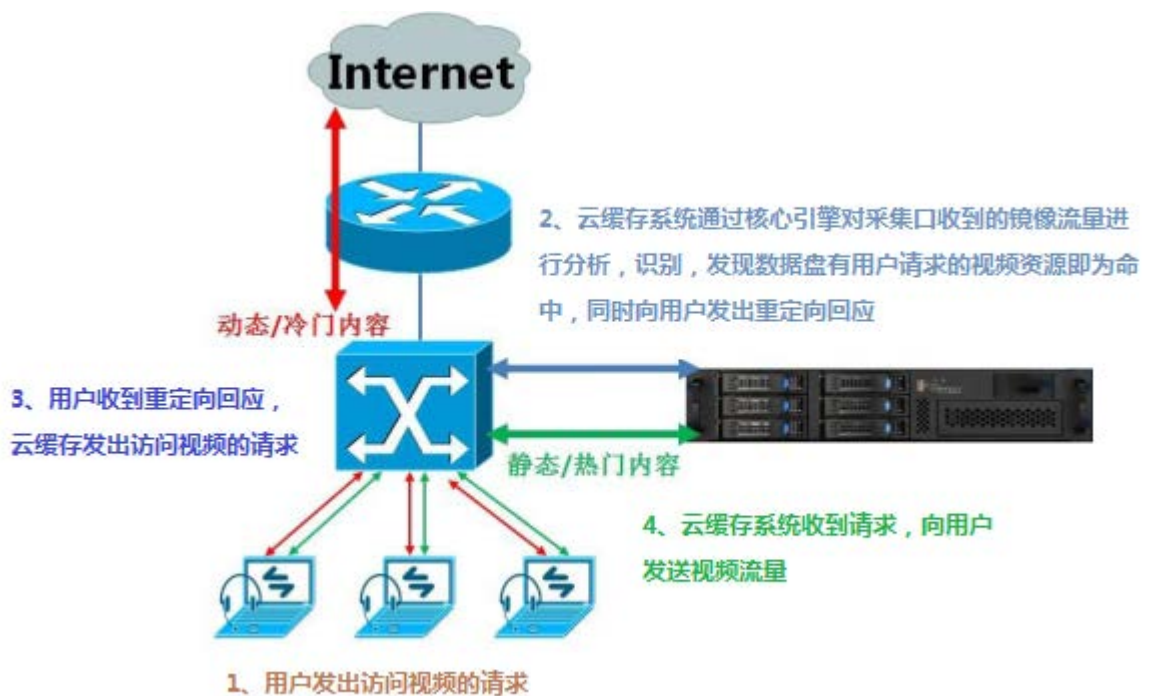 Internet
2、云缓存系统通过核心引擎对采集口收到的镜像流量进
行分析，识别，发现数据盘有用户请求的视频资源即为命
中，同时向用户发出重定向回应
动态/冷门内容
3、用户收到重定向回应，
云缓存发出访问视频的请求
静态/热门内容
4、云缓存系统收到请求，向用户
发送视频流量
1、用户发出访问视频的请求